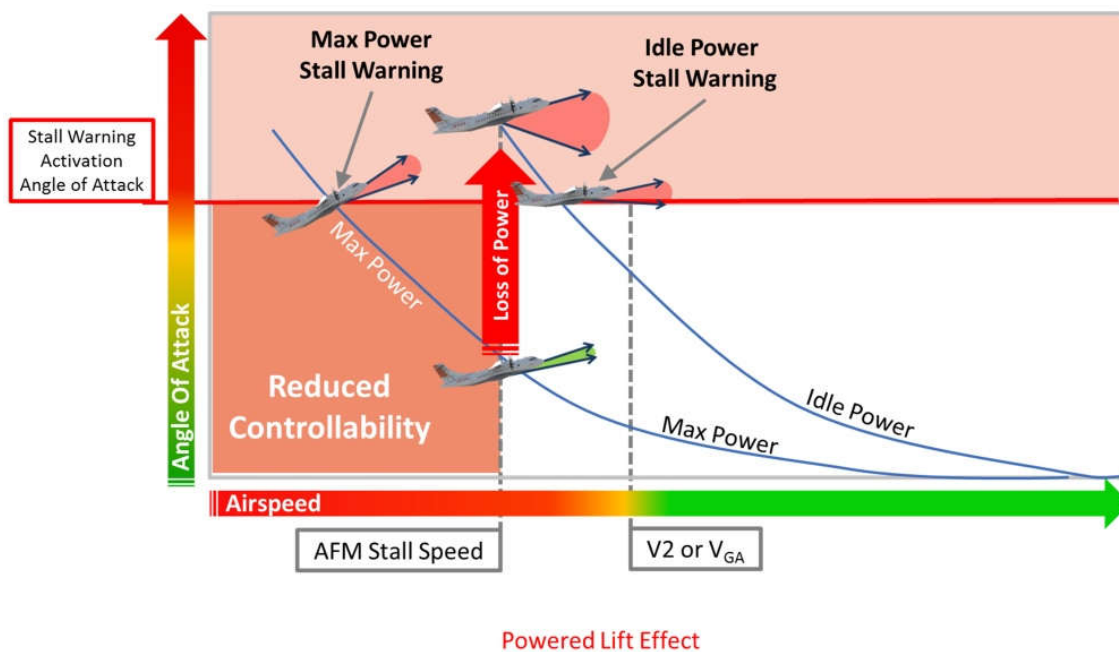 Max Power
Stall Warning
Idle Power
Stall Warning
Stall Warning
Activation
Angle of Attack
Max Power
Loss of Power
Angle Of Attack
Reduced
Controllability
Max Power
Idle Power
Airspeed
AFM Stall Speed
V2 or VGA
Powered Lift Effect